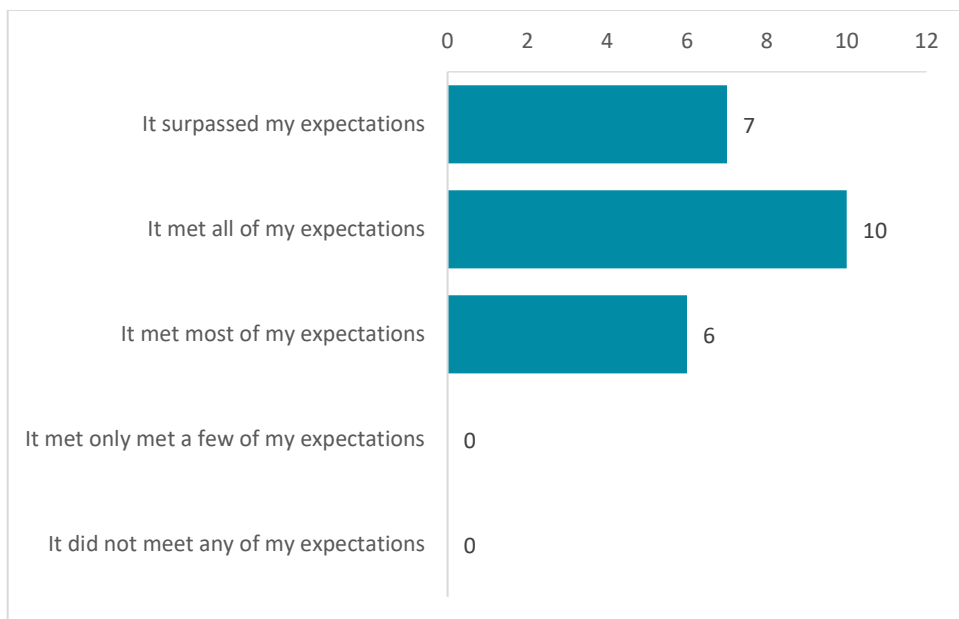 0 2 4 6 8 10 12
It surpassed my expectations 7
It met all of my expectations 10
It met most of my expectations 6
It met only met a few of my expectations 0
It did not meet any of my expectations 0